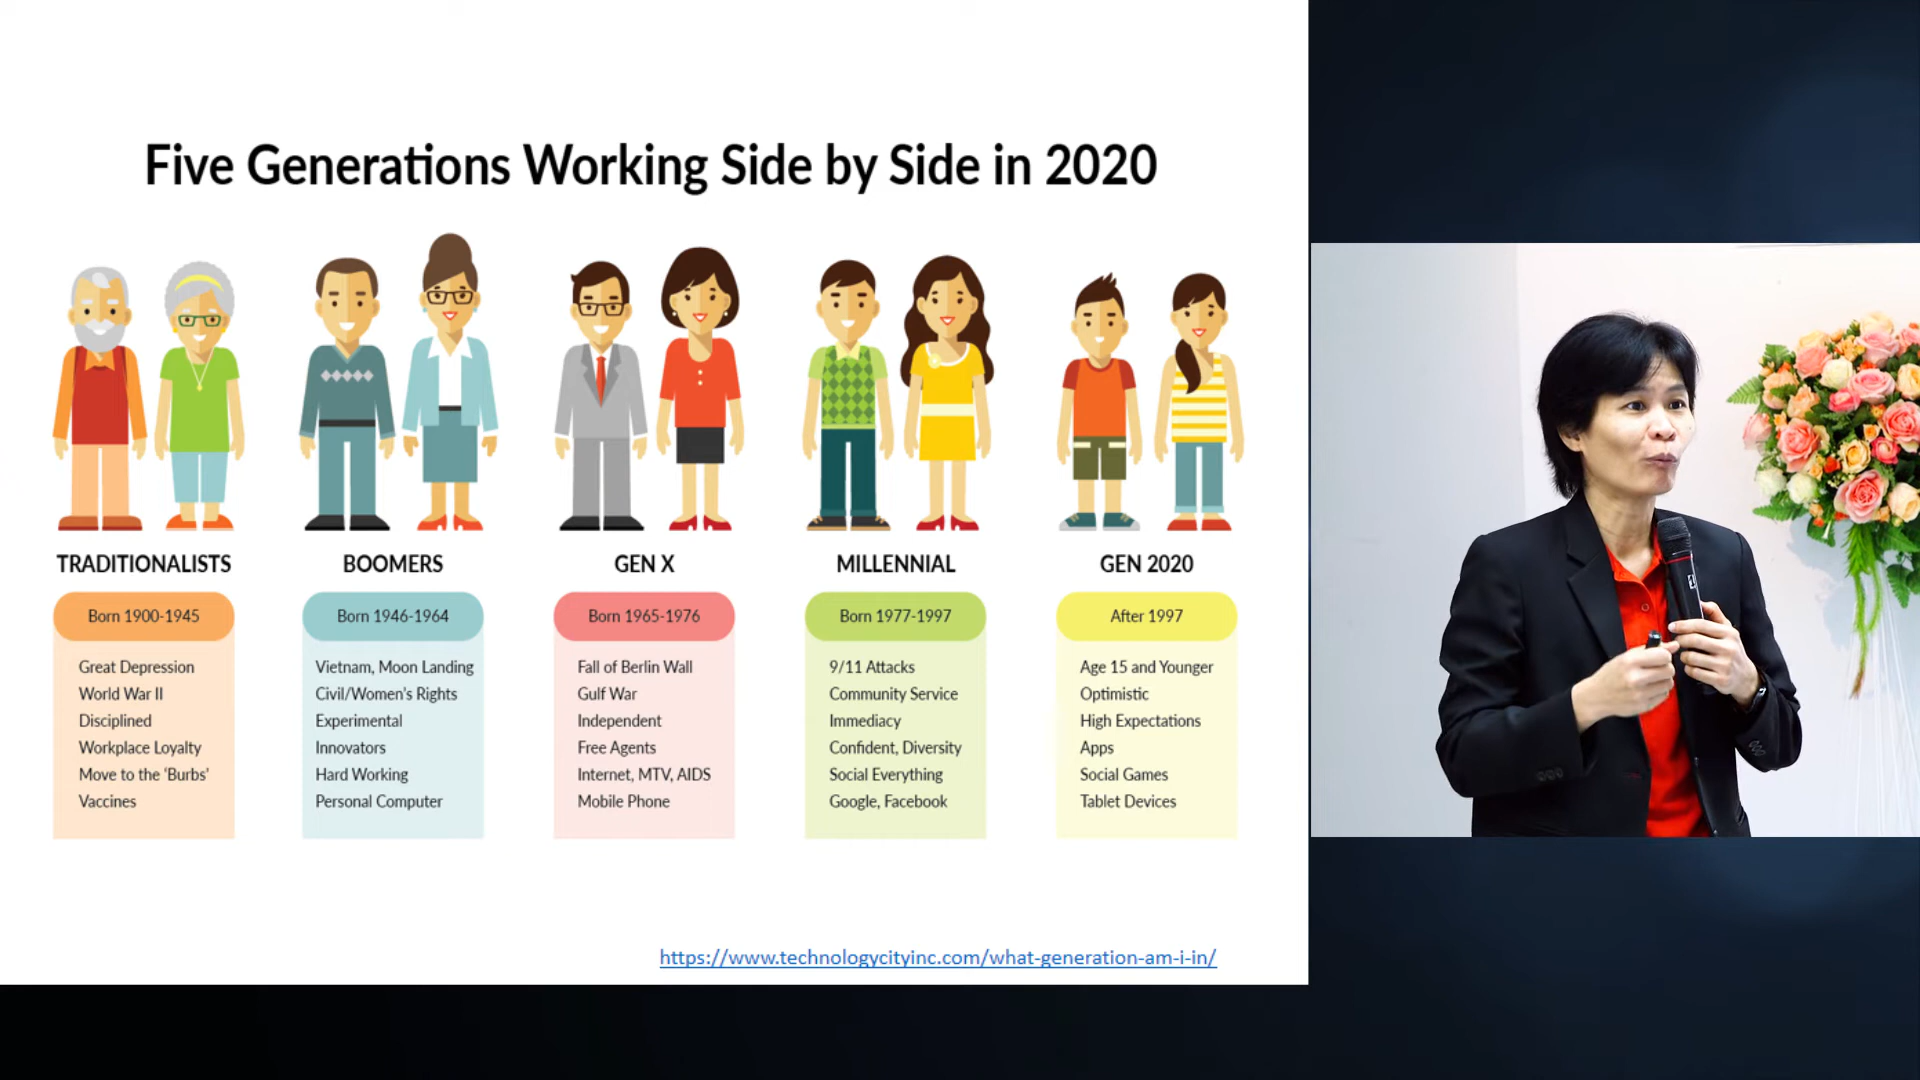 Five Generations Working Side by Side in 2020
TRADITIONALISTS
Born 1900-1945
Great Depression
World War II
Disciplined
Workplace Loyalty
Move to the 'Burbs'
Vaccines
BOOMERS
Born 1946-1964
Vietnam, Moon Landing
Civil/Women's Rights
Experimental
Innovators
Hard Working
Personal Computer
GEN X
Born 1965-1976
Fall of Berlin Wall
Gulf War
Independent
Free Agents
Internet, MTV, AIDS
Mobile Phone
MILLENNIAL
Born 1977-1997
9/11 Attacks
Community Service
Immediacy
Confident, Diversity
Social Everything
Google, Facebook
GEN 2020
After 1997
Age 15 and Younger
Optimistic
High Expectations
Apps
Social Games
Tablet Devices
https://www.technologycityinc.com/what-generation-am-i-in/